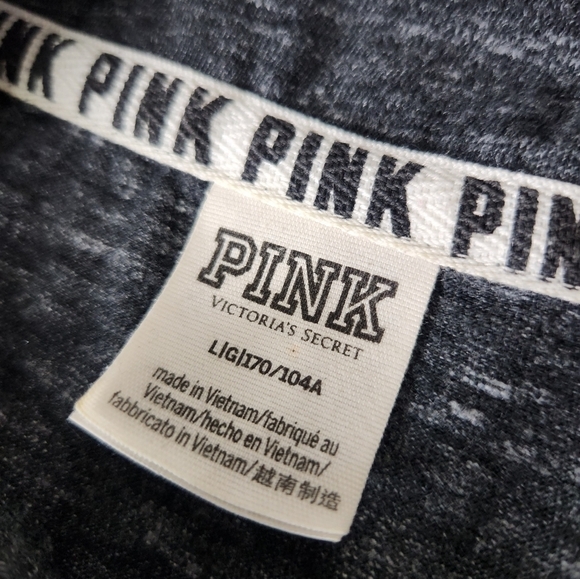 PINK PINK PINK PINK
PINK
VICTORIA'S SECRET
L|G|170/104A
made in Vietnam/fabriqué au
Vietnam/hecho en Vietnam/
fabbricato in Vietnam/越南制造